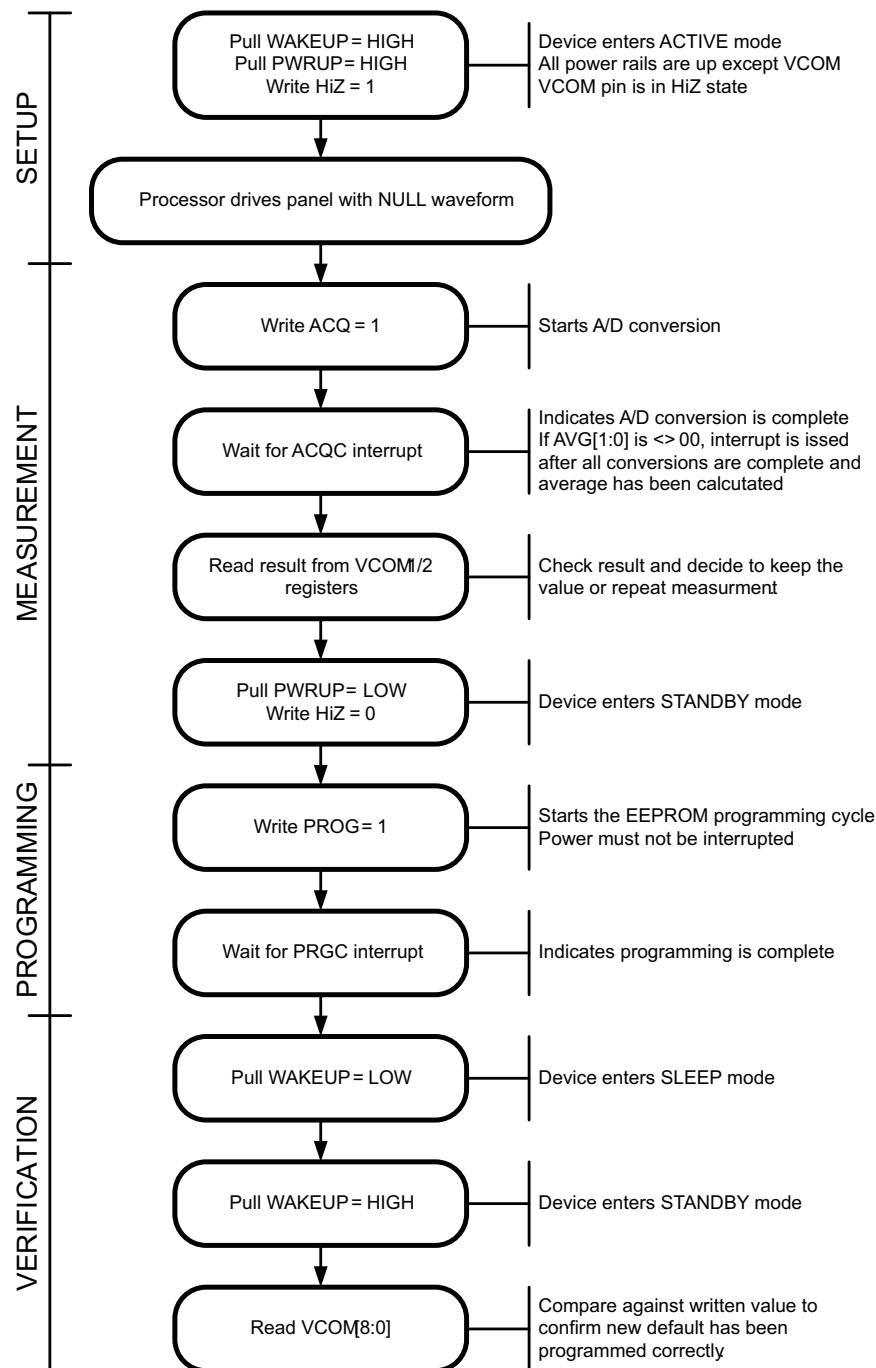 SETUP
Pull WAKEUP = HIGH
Pull PWRUP = HIGH
Write HiZ = 1
Device enters ACTIVE mode
All power rails are up except VCOM
VCOM pin is in HiZ state
Processor drives panel with NULL waveform
MEASUREMENT
Write ACQ = 1
Starts A/D conversion
Wait for ACQC interrupt
Indicates A/D conversion is complete
If AVG[1:0] is <> 00, interrupt is issed
after all conversions are complete and
average has been calcutated
Read result from VCOM1/2
registers
Check result and decide to keep the
value or repeat measurment.
Pull PWRUP = LOW
Write HiZ = 0
Device enters STANDBY mode
PROGRAMMING
Write PROG = 1
Starts the EEPROM programming cycle
Power must not be interrupted
Wait for PRGC interrupt
Indicates programming is complete
VERIFICATION
Pull WAKEUP = LOW
Device enters SLEEP mode
Pull WAKEUP = HIGH
Device enters STANDBY mode
Read VCOM[8:0]
Compare against written value to
confirm new default has been
programmed correctly.